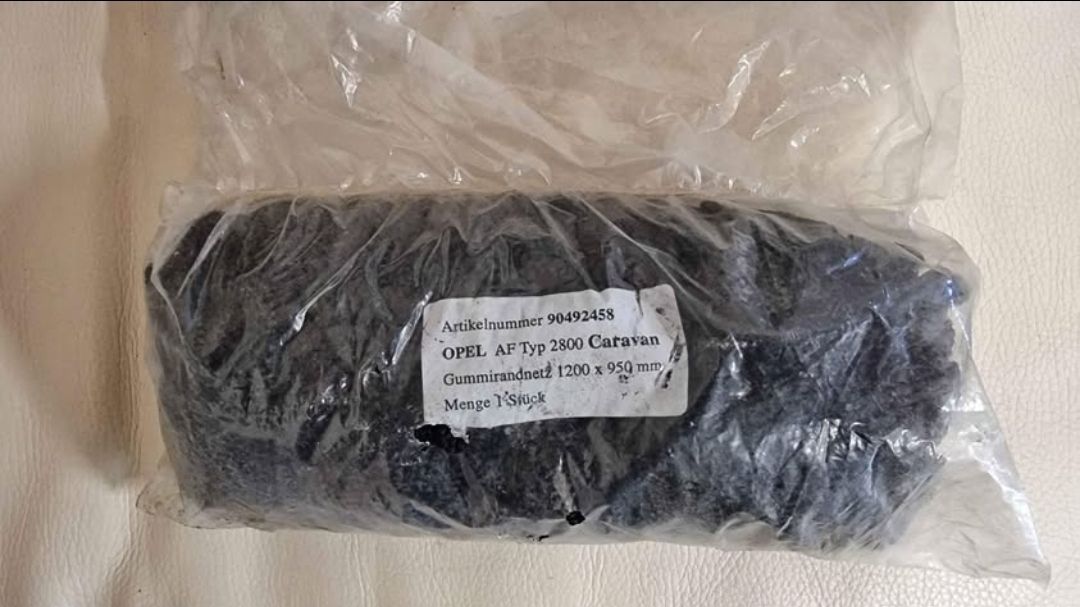 Artikelnummer 90492458
OPEL AF Typ 2800 Caravan
Gummirandnetz 1200 x 950 mm
Menge 1 Stück